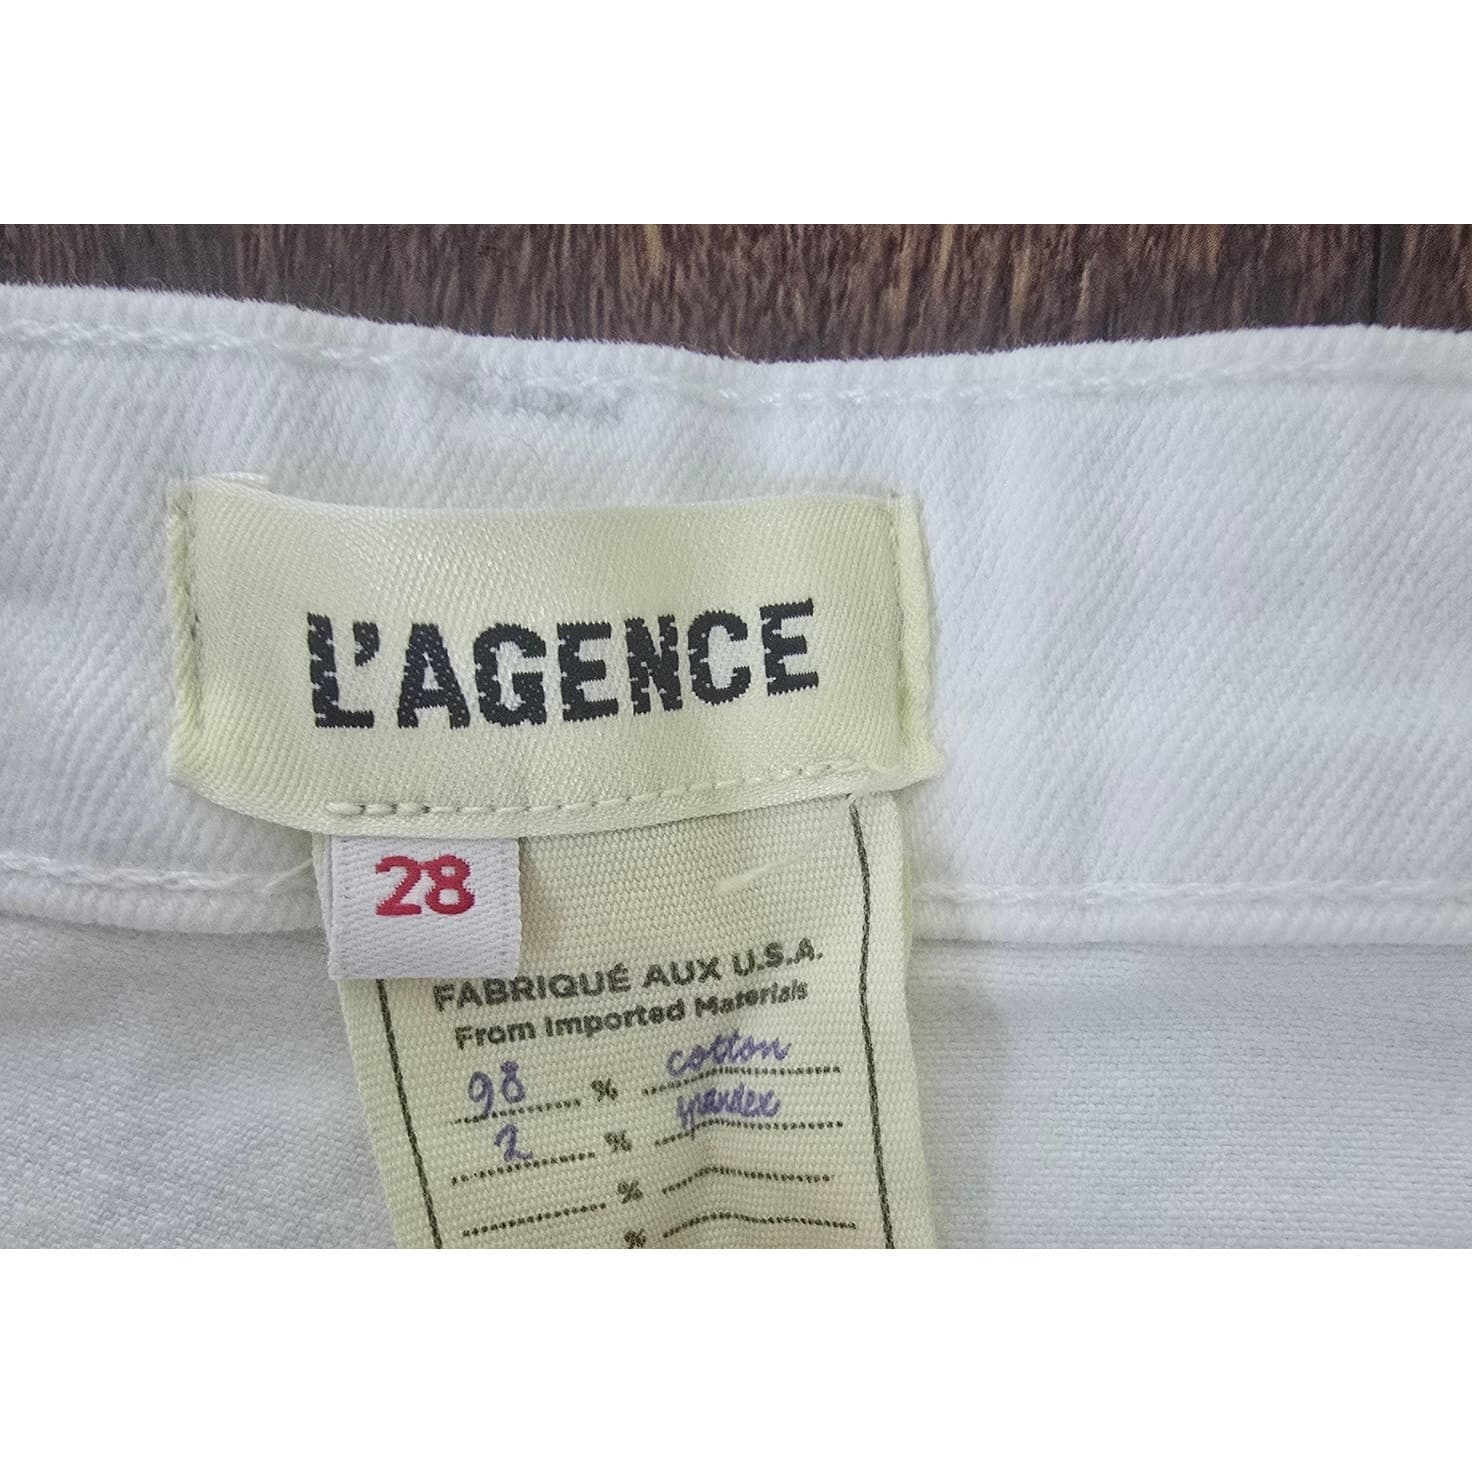 L'AGENCE
28
FABRIQUÉ AUX U.S.A.
From Imported Materials
98 % cotton
2 % spandex
%
%